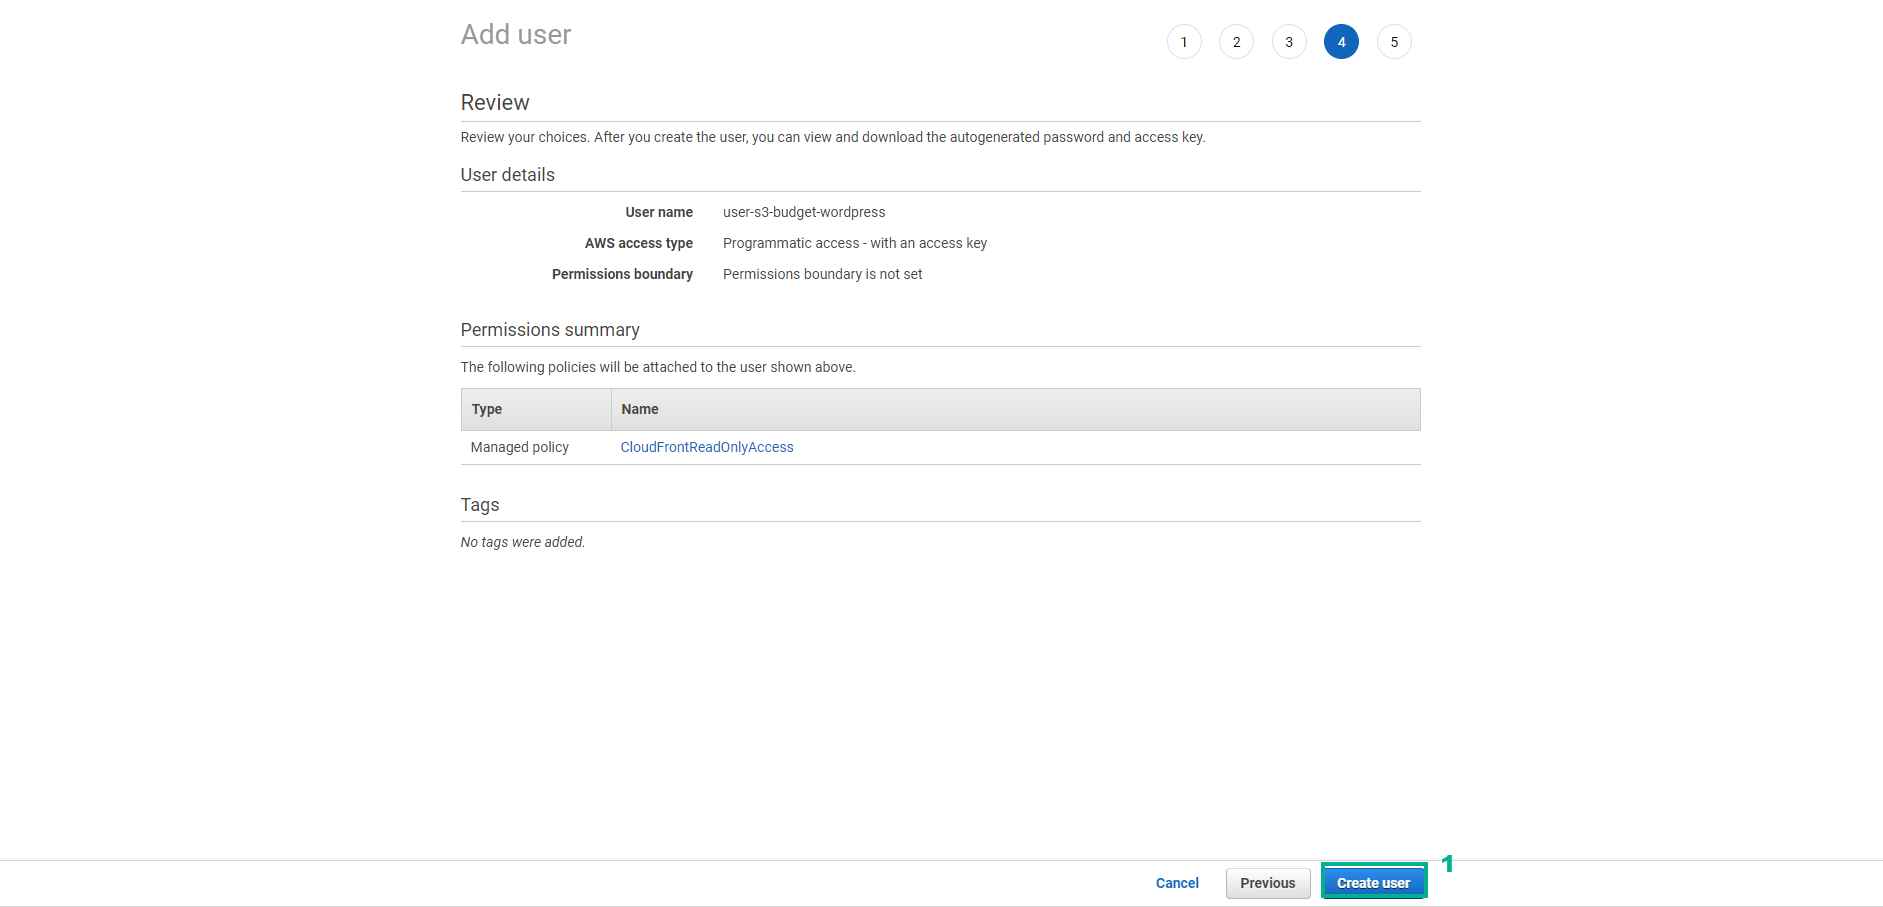 Add user
1 2 3 4 5
Review
Review your choices. After you create the user, you can view and download the autogenerated password and access key.
User details
User name user-s3-budget-wordpress
AWS access type Programmatic access - with an access key
Permissions boundary Permissions boundary is not set
Permissions summary
The following policies will be attached to the user shown above.
Type Name
Managed policy CloudFrontReadOnlyAccess
Tags
No tags were added.
Cancel Previous Create user 1